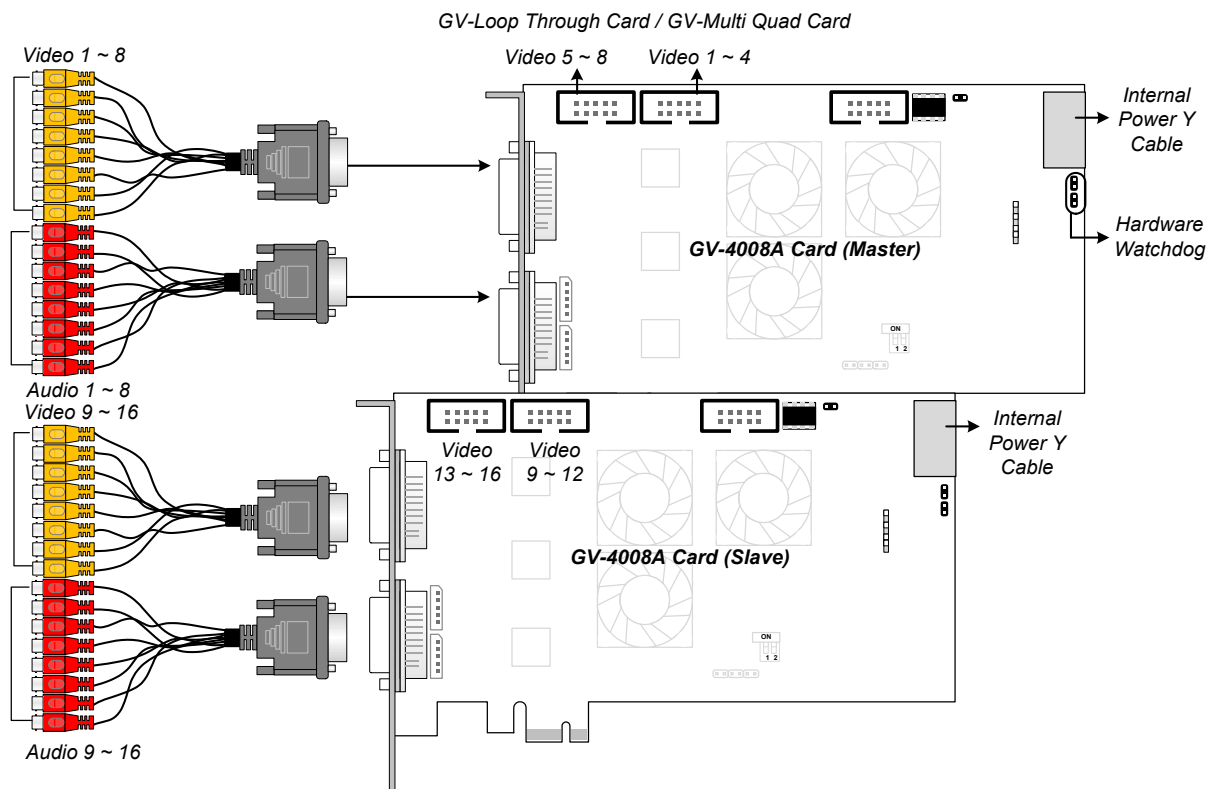 GV-Loop Through Card / GV-Multi Quad Card
Video 1 ~ 8
Video 5 ~ 8
Video 1 ~ 4
Internal
Power Y
Cable
Hardware
Watchdog
GV-4008A Card (Master)
ON
1 2
Audio 1 ~ 8
Video 9 ~ 16
Video
13 ~ 16
Video
9 ~ 12
Internal
Power Y
Cable
GV-4008A Card (Slave)
ON
1 2
Audio 9 ~ 16